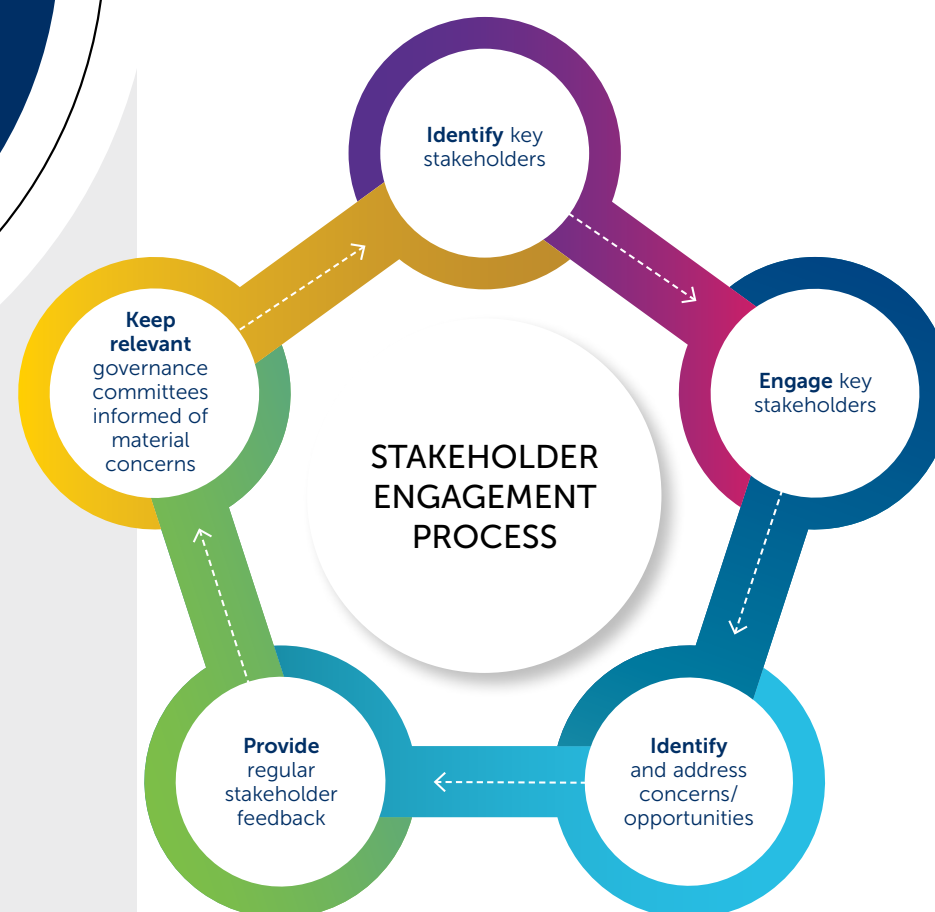 Identify key
stakeholders
Engage key
stakeholders
Identify
and address
concerns/
opportunities
Provide
regular
stakeholder
feedback
Keep
relevant
governance
committees
informed of
material
concerns
STAKEHOLDER
ENGAGEMENT
PROCESS